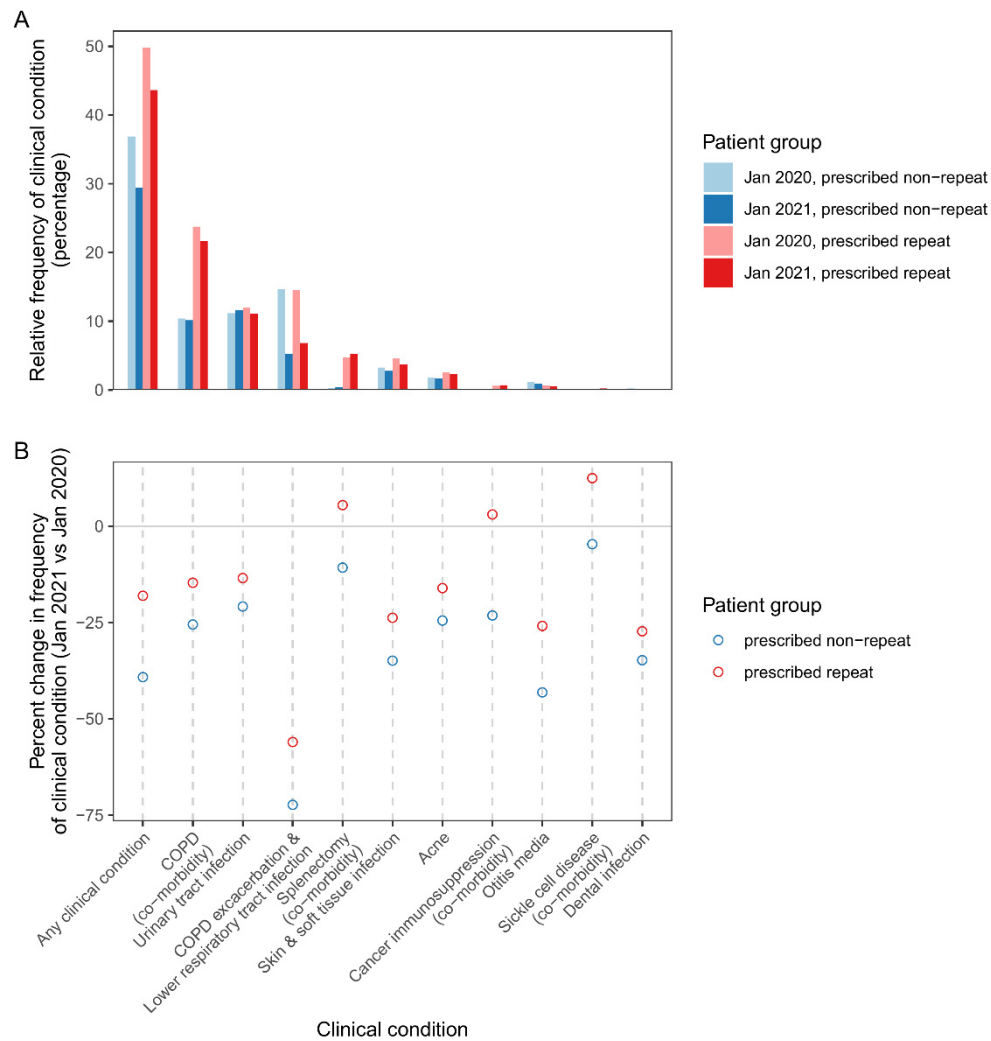 A
Relative frequency of clinical condition
(percentage)
50
40
30
20
10
0
Patient group
Jan 2020, prescribed non−repeat
Jan 2021, prescribed non−repeat
Jan 2020, prescribed repeat
Jan 2021, prescribed repeat
B
Percent change in frequency
of clinical condition (Jan 2021 vs Jan 2020)
0
−25
−50
−75
Patient group
prescribed non−repeat
prescribed repeat
Any clinical condition
COPD
(co−morbidity)
Urinary tract infection
COPD excacerbation &
Lower respiratory tract infection
Splenectomy
(co−morbidity)
Skin & soft tissue infection
Acne
Cancer immunosuppression
(co−morbidity)
Otitis media
Sickle cell disease
(co−morbidity)
Dental infection
Clinical condition